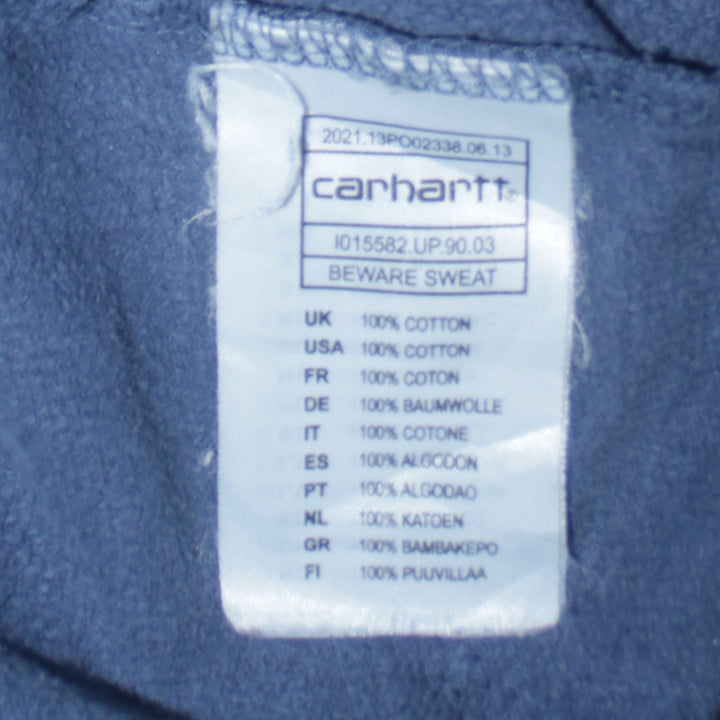 2021.13PO02338.06.13
carhartt®
I015582.UP.90.03
BEWARE SWEAT
UK 100% COTTON
USA 100% COTTON
FR 100% COTON
DE 100% BAUMWOLLE
IT 100% COTONE
ES 100% ALGODON
PT 100% ALGODAO
NL 100% KATOEN
GR 100% BAMBAKEPO
FI 100% PUUVILLAA